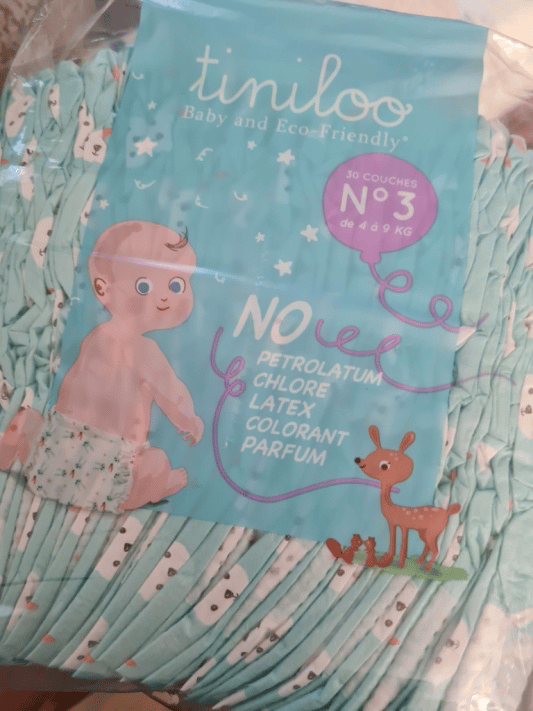 tiniloo
Baby and Eco-Friendly®
30 COUCHES
N° 3
de 4 à 9 KG
NO
PETROLATUM
CHLORE
LATEX
COLORANT
PARFUM